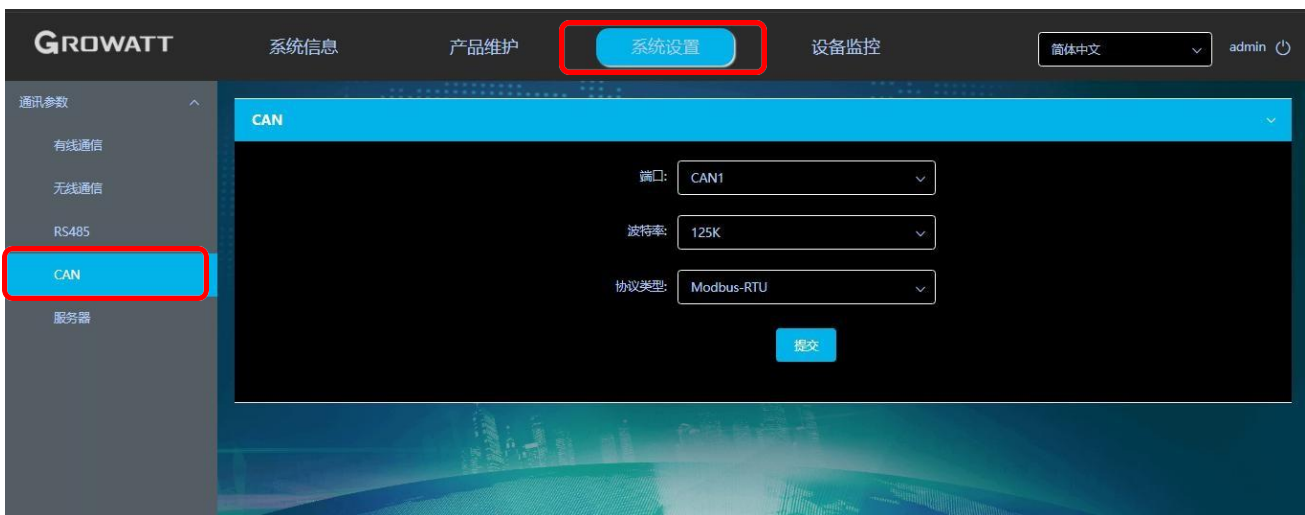 GROWATT
系统信息
产品维护
系统设置
设备监控
简体中文
admin
通讯参数
有线通信
无线通信
RS485
CAN
服务器
CAN
端口: CAN1
波特率: 125K
协议类型: Modbus-RTU
提交